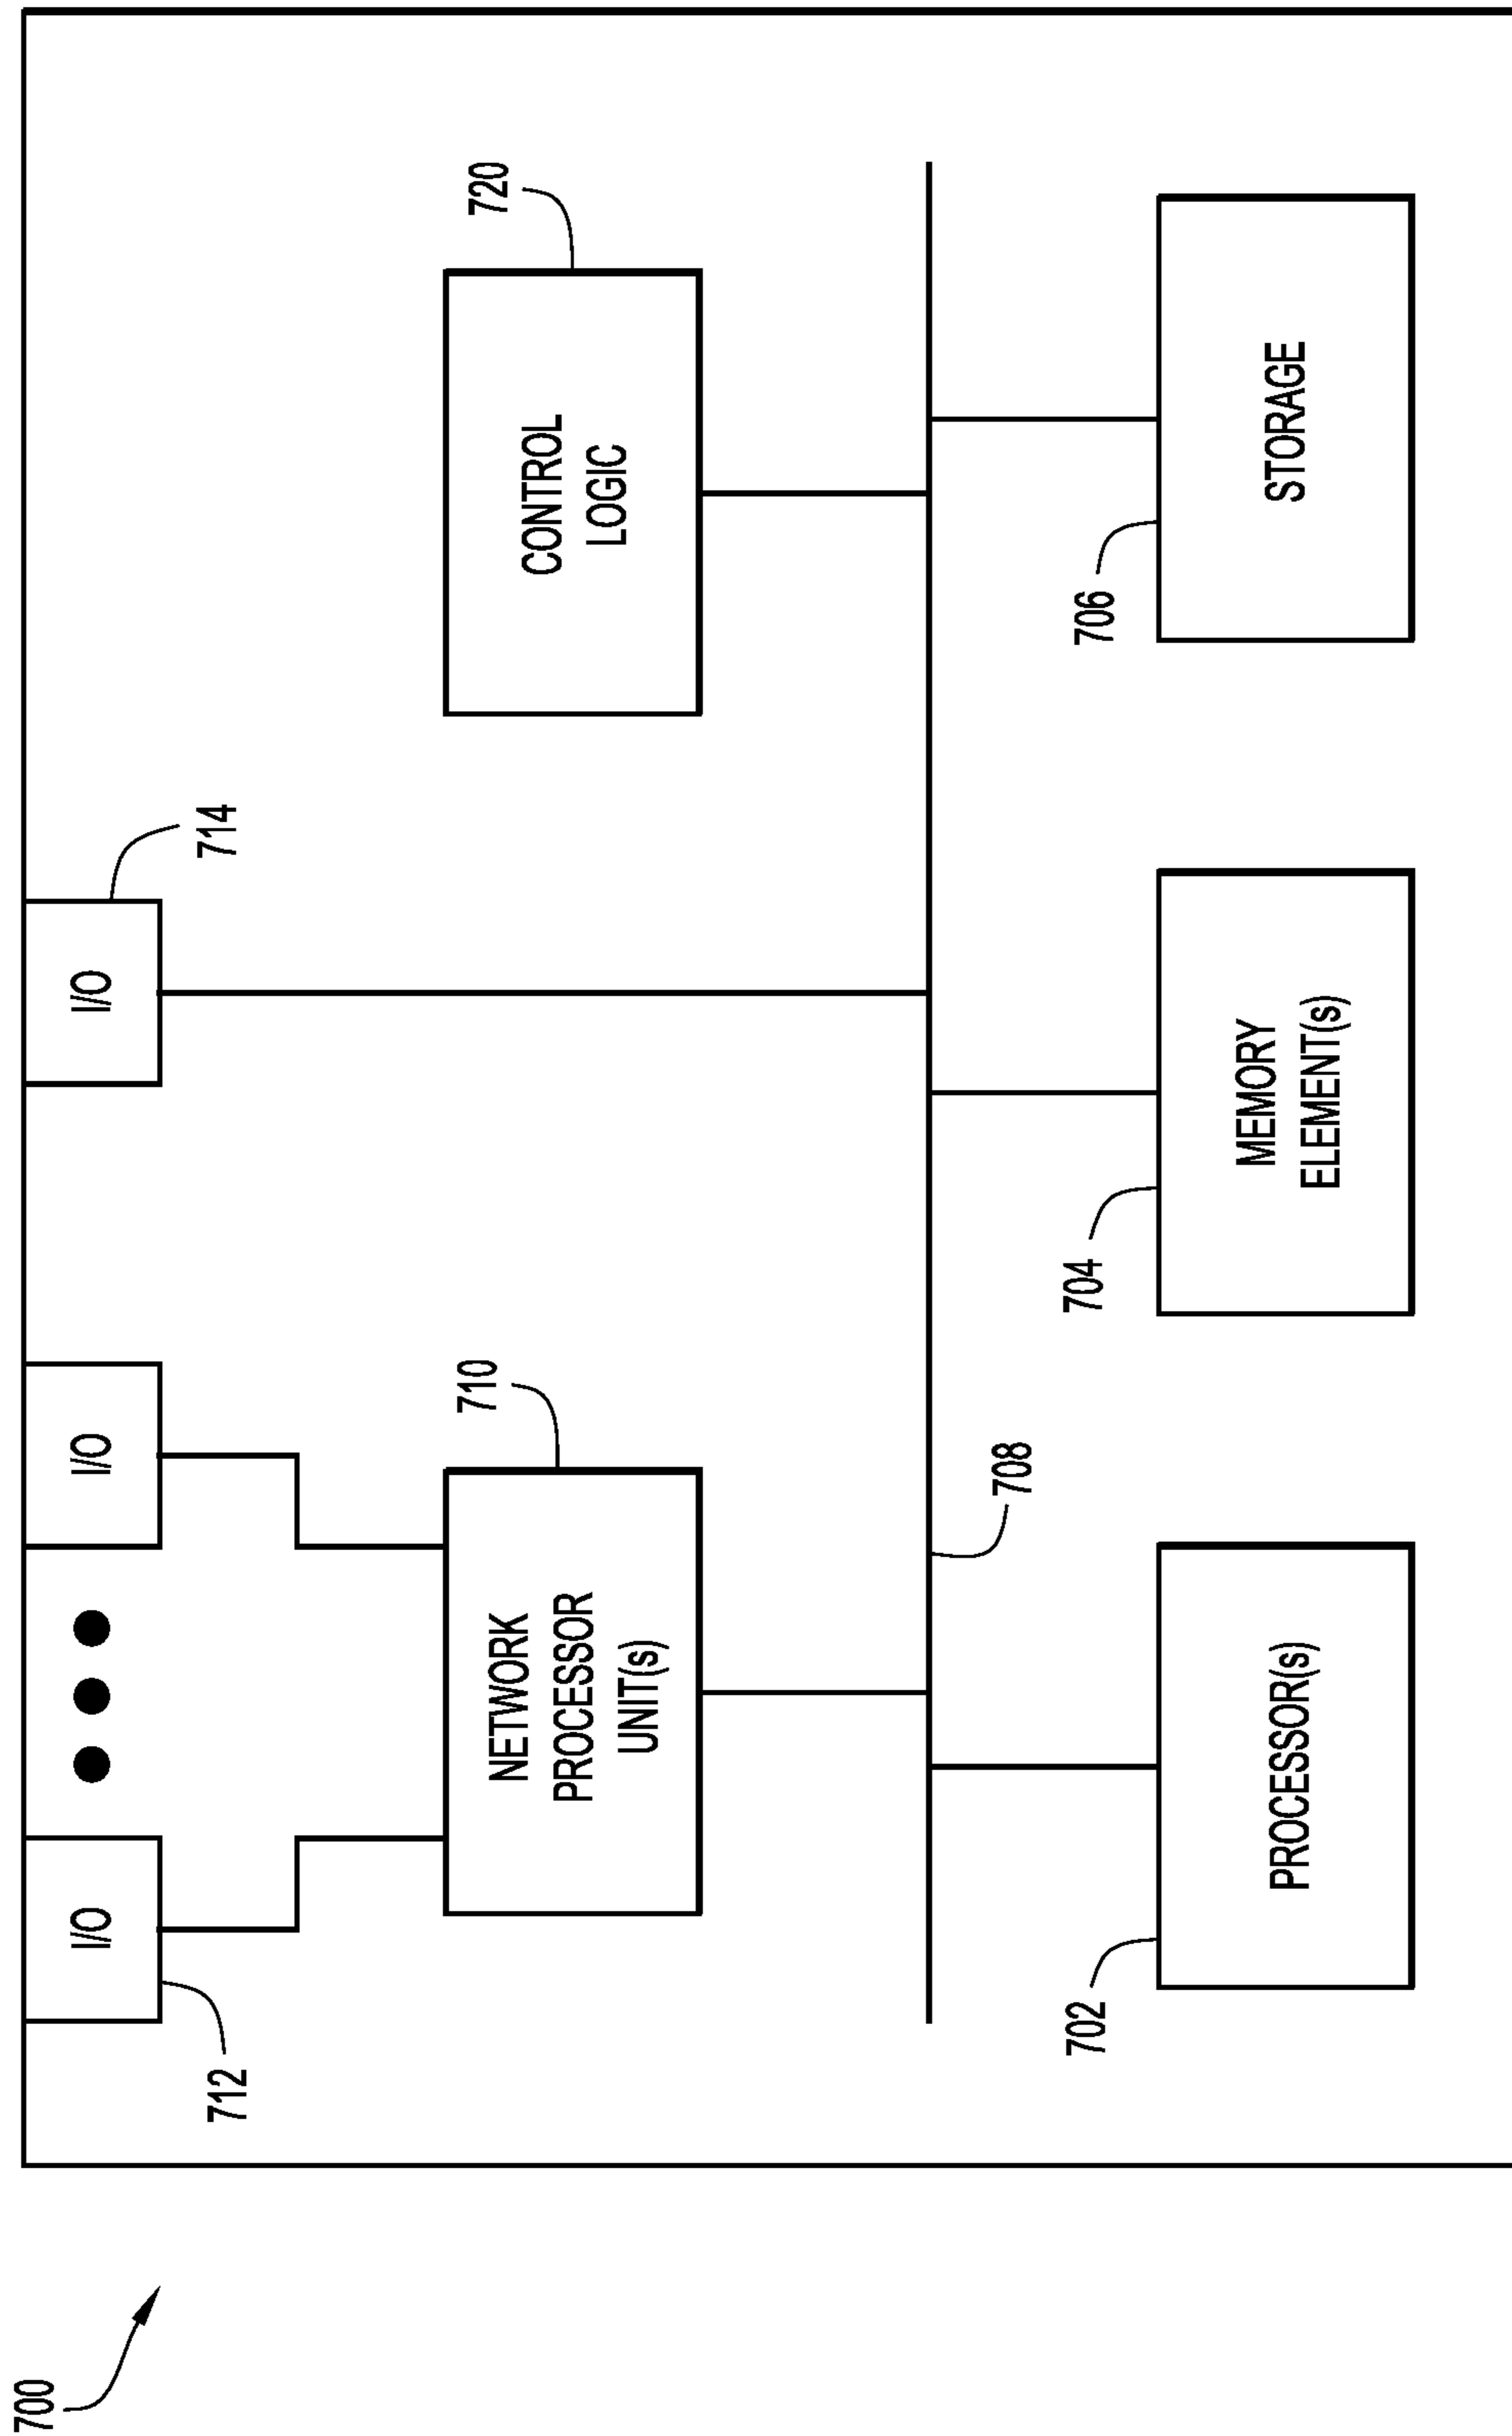 700
712
I/O
I/O
I/O
714
710
NETWORK
PROCESSOR
UNIT(s)
720
CONTROL
LOGIC
708
702
PROCESSOR(s)
704
MEMORY
ELEMENT(s)
706
STORAGE